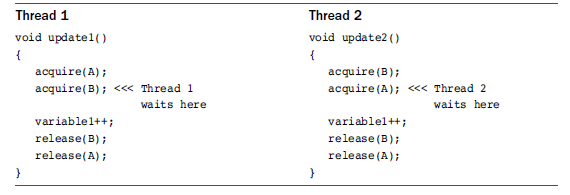 Thread 1
void update1()
{
acquire(A);
acquire(B); <<< Thread 1
waits here
variable1++;
release(B);
release(A);
}
Thread 2
void update2()
{
acquire(B);
acquire(A); <<< Thread 2
waits here
variable1++;
release(B);
release(A);
}